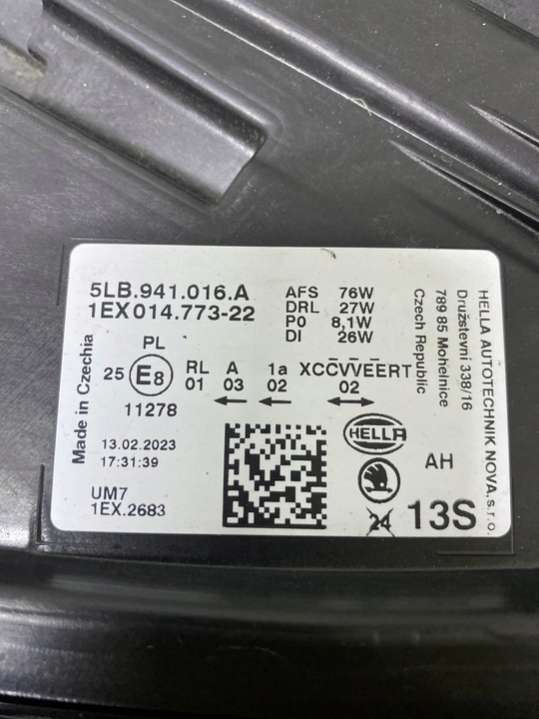 5LB.941.016.A
1EX014.773-22
AFS 76W
DRL 27W
P0 8,1W
DI 26W
HELLA AUTOTECHNIK NOVA, s.r.o.
Družstevní 338/16
789 85 Mohelnice
Czech Republic
Made in Czechia
PL
25 E8
11278
RL A 1a XCC̄V̄VĒERT
01 03 02 02
13.02.2023
17:31:39
UM7
1EX.2683
HELLA
AH
24 13S